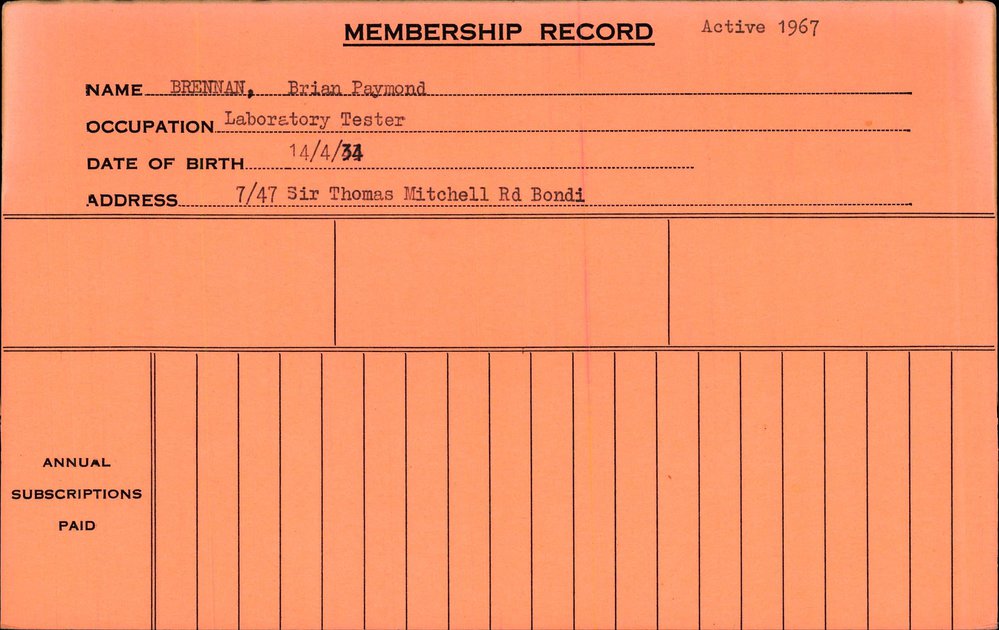 MEMBERSHIP RECORD Active 1967
NAME BRENNAN, Brian Paymond
OCCUPATION Laboratory Tester
DATE OF BIRTH 14/4/34
ADDRESS 7/47 Sir Thomas Mitchell Rd Bondi
ANNUAL
SUBSCRIPTIONS
PAID